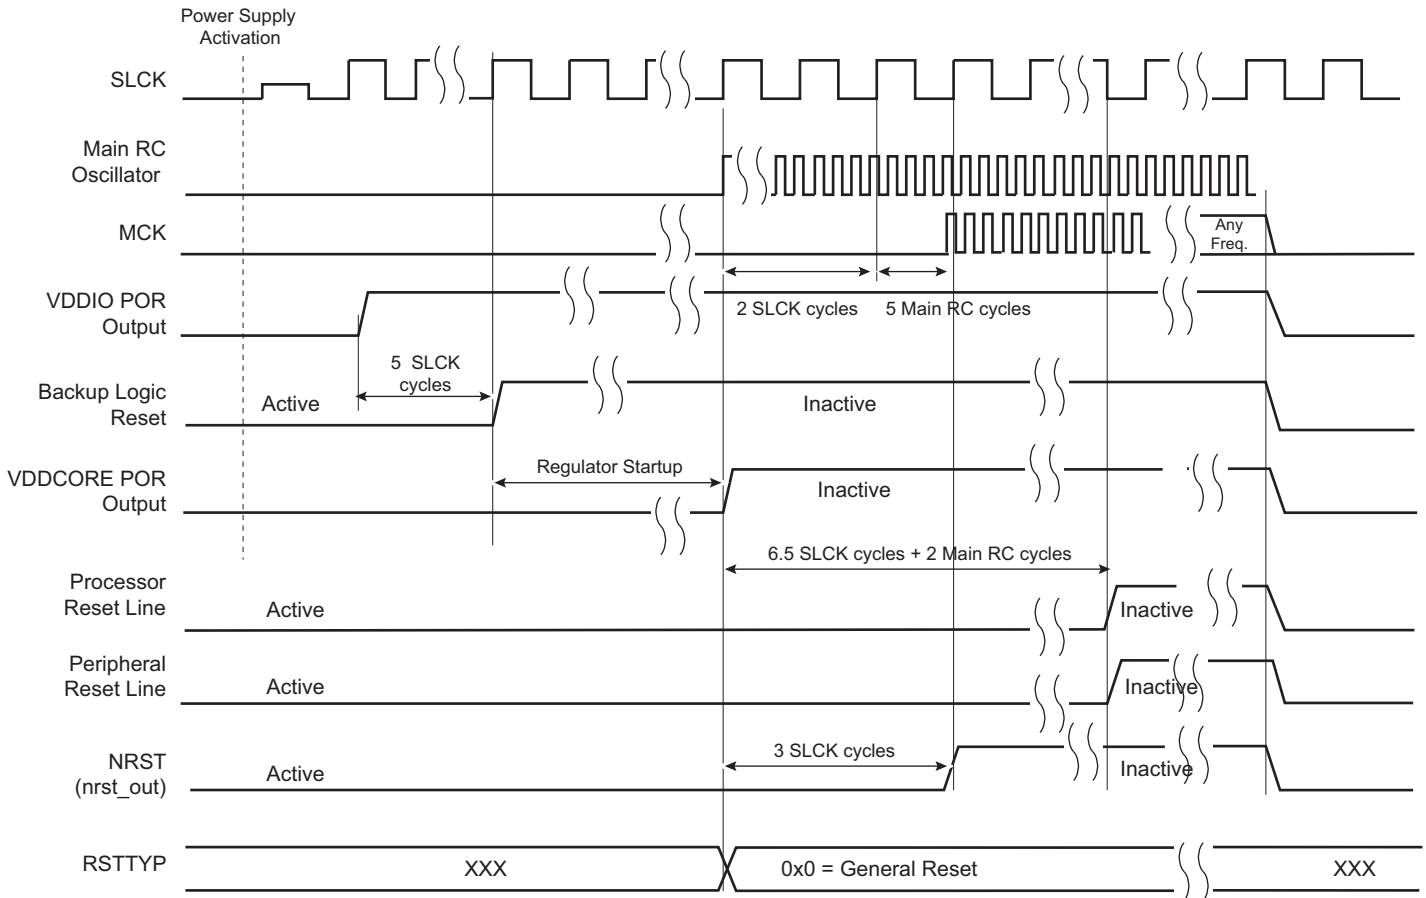 Power Supply
Activation
SLCK
Main RC
Oscillator
MCK
Any
Freq.
2 SLCK cycles
5 Main RC cycles
VDDIO POR
Output
5 SLCK
cycles
Backup Logic
Reset
Active
Inactive
Regulator Startup
VDDCORE POR
Output
Inactive
6.5 SLCK cycles + 2 Main RC cycles
Processor
Reset Line
Active
Inactive
Peripheral
Reset Line
Active
Inactive
3 SLCK cycles
NRST
(nrst_out)
Active
Inactive
RSTTYP
XXX
0x0 = General Reset
XXX